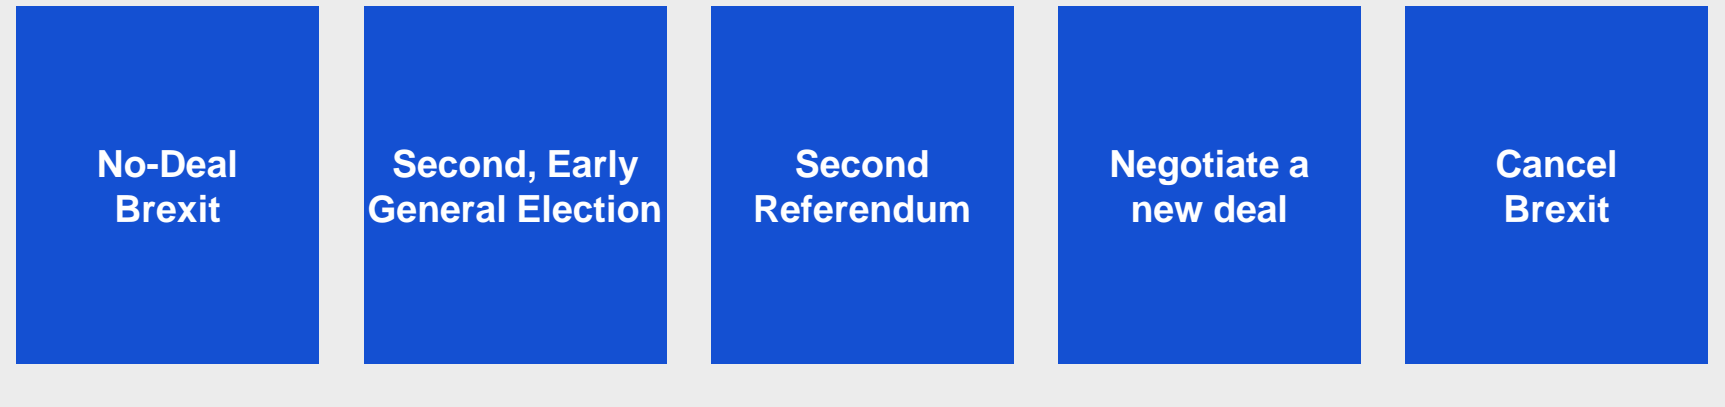 No-Deal
Brexit
Second, Early
General Election
Second
Referendum
Negotiate a
new deal
Cancel
Brexit